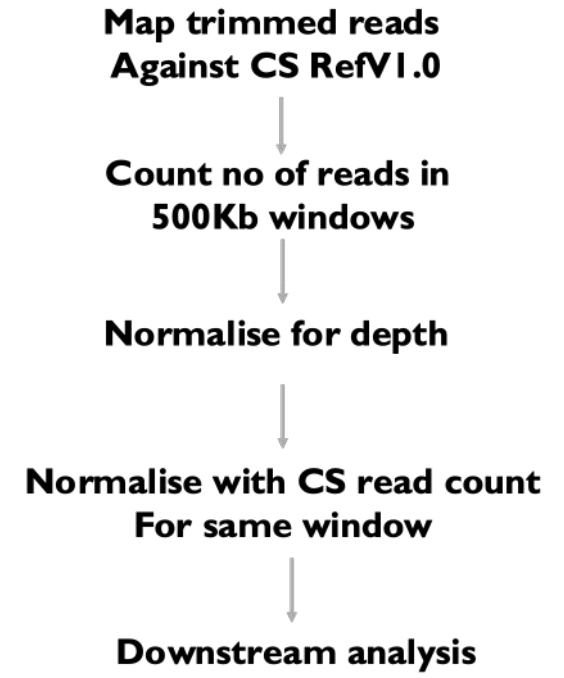 Map trimmed reads
Against CS RefV1.0
Count no of reads in
500Kb windows
Normalise for depth
Normalise with CS read count
For same window
Downstream analysis